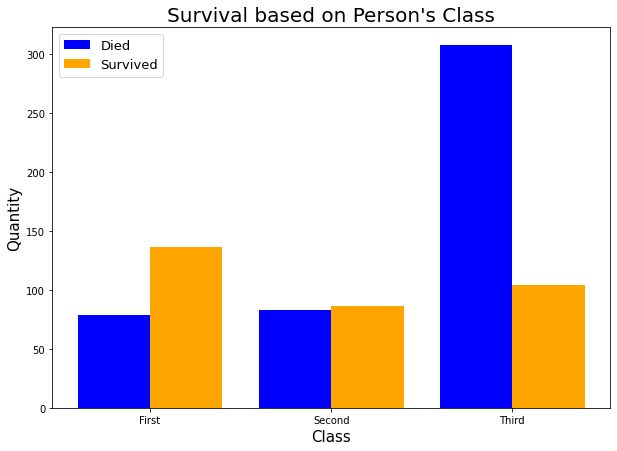 Survival based on Person's Class
Died
Survived
300
250
200
150
100
50
0
Quantity
First
Second
Third
Class